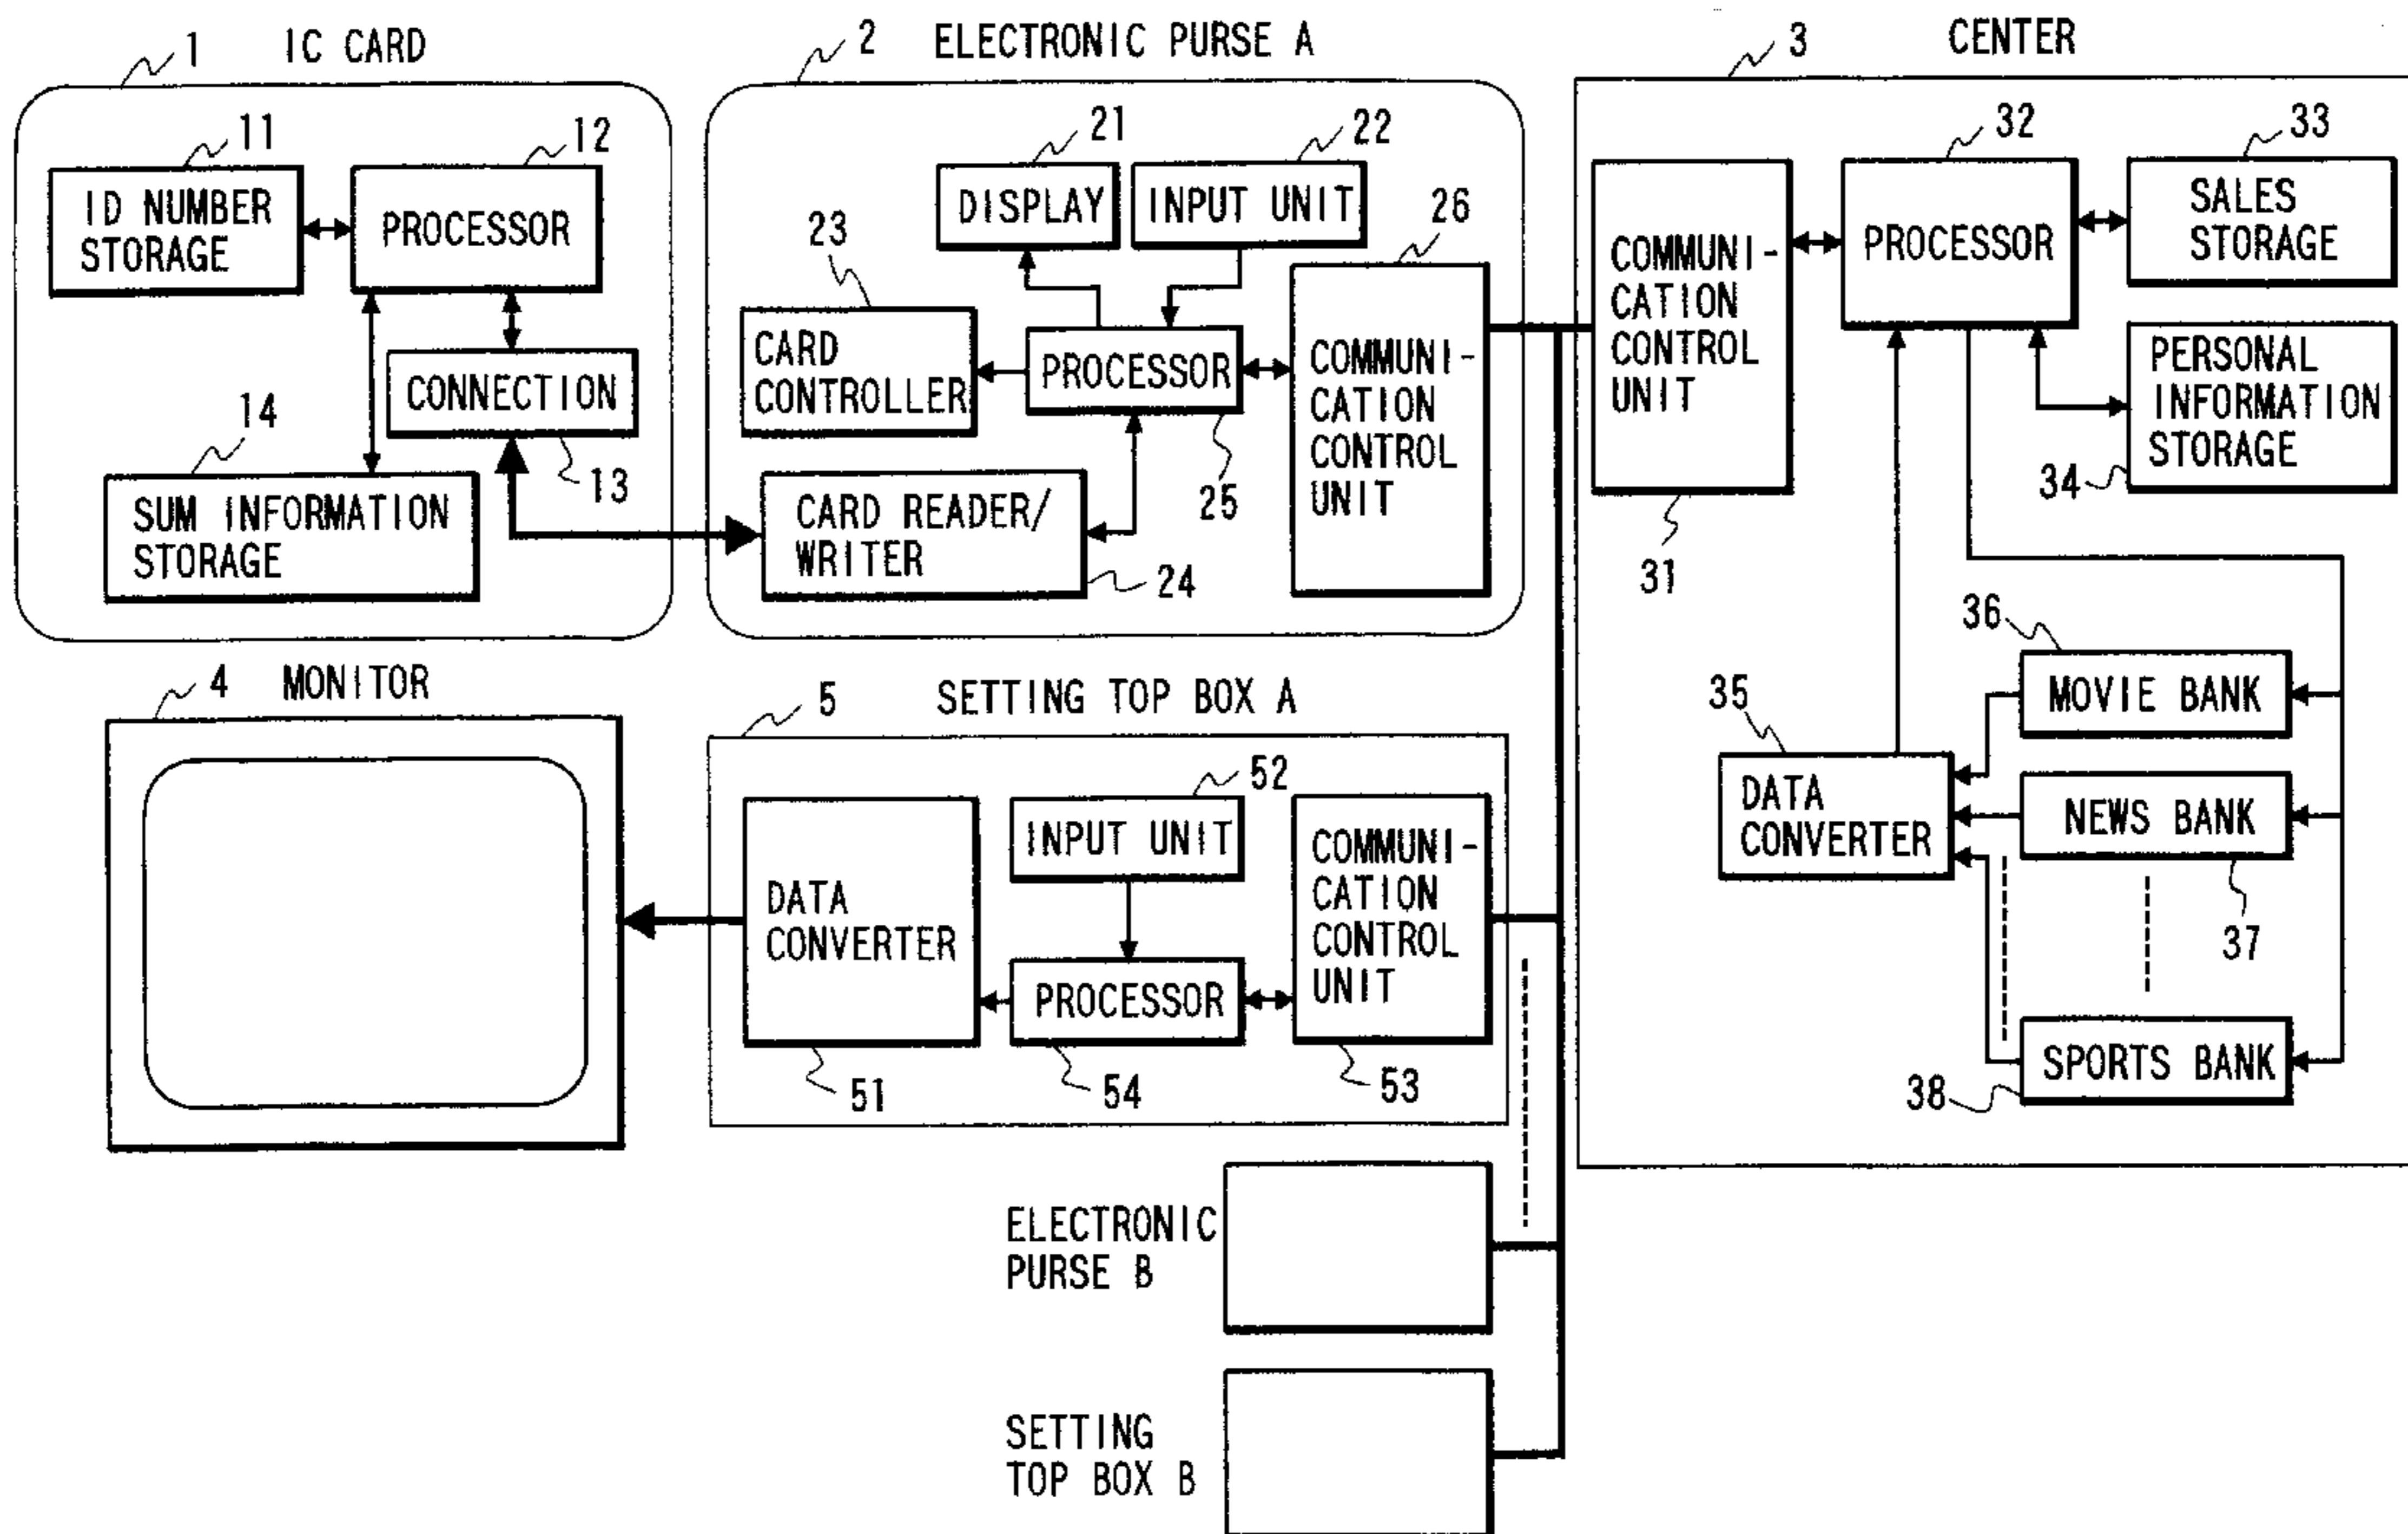 1 IC CARD
11
12
ID NUMBER
STORAGE
PROCESSOR
CONNECTION
14
13
SUM INFORMATION
STORAGE
2 ELECTRONIC PURSE A
21
22
DISPLAY
INPUT UNIT
23
26
CARD
CONTROLLER
PROCESSOR
COMMUNI-
CATION
CONTROL
UNIT
25
CARD READER/
WRITER
24
3 CENTER
32
33
COMMUNI-
CATION
CONTROL
UNIT
PROCESSOR
SALES
STORAGE
PERSONAL
INFORMATION
STORAGE
34
31
36
MOVIE BANK
35
DATA
CONVERTER
NEWS BANK
37
SPORTS BANK
38
4 MONITOR
5 SETTING TOP BOX A
52
INPUT UNIT
DATA
CONVERTER
COMMUNI-
CATION
CONTROL
UNIT
PROCESSOR
51
54
53
ELECTRONIC
PURSE B
SETTING
TOP BOX B